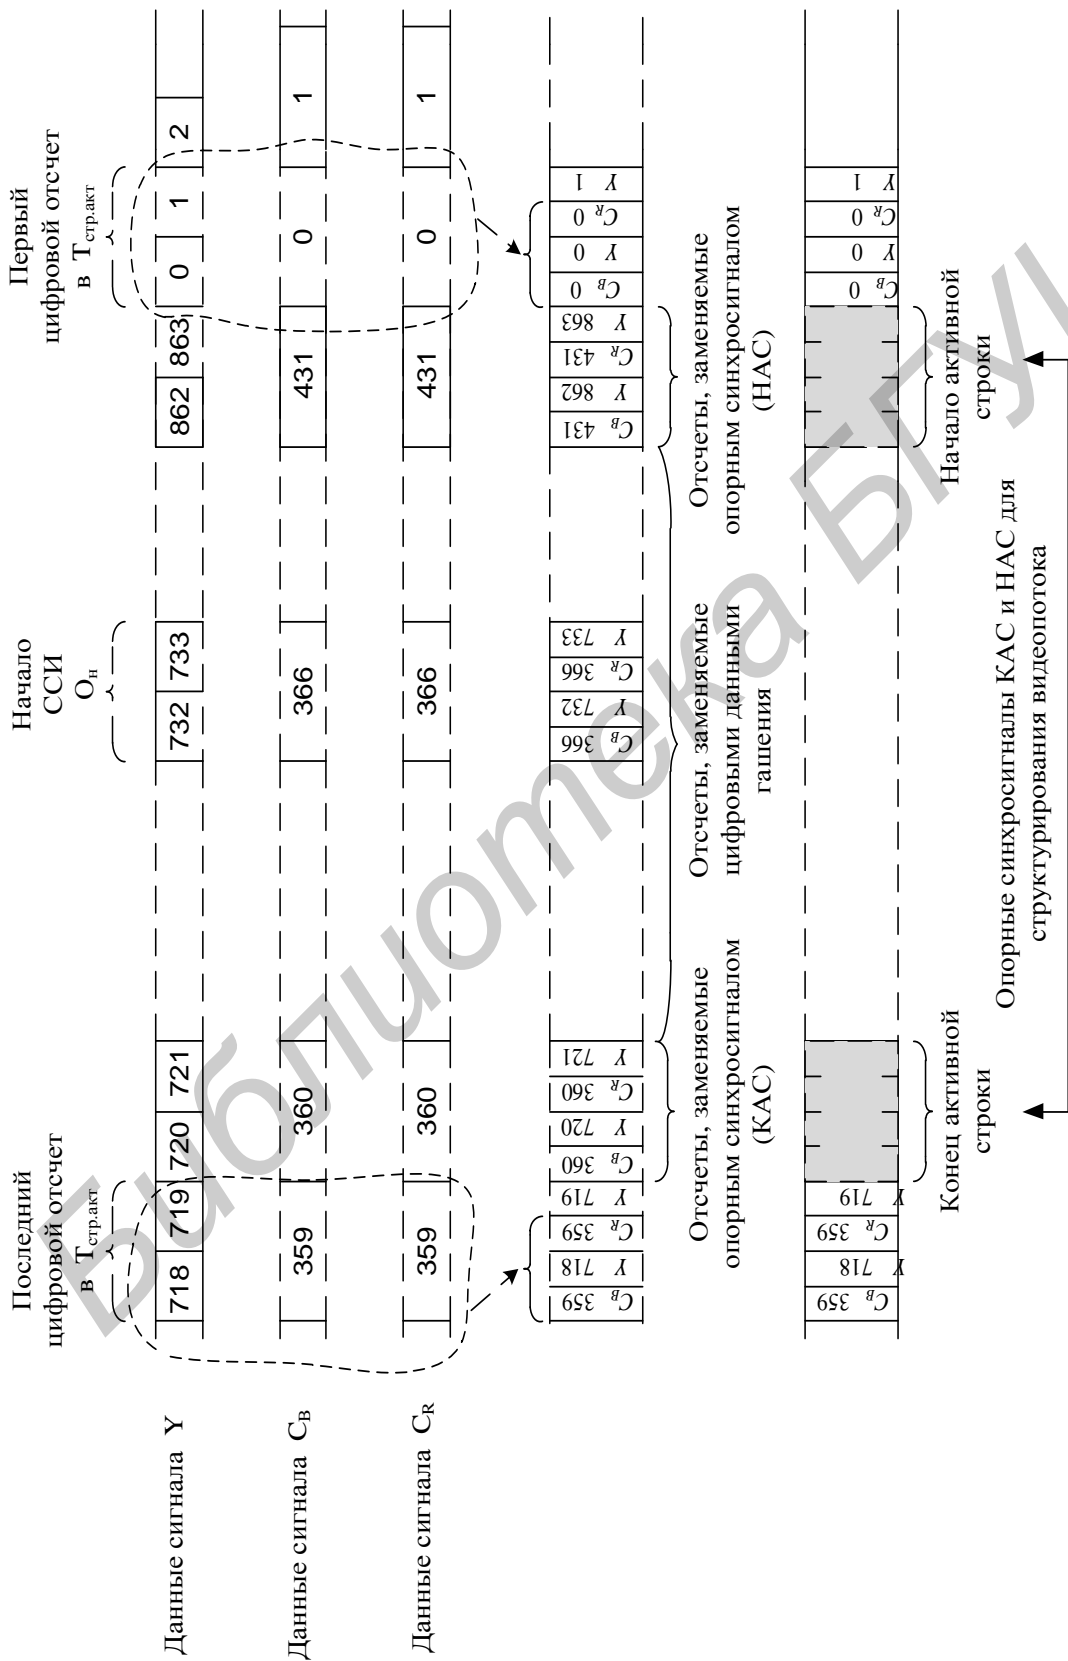 Последний
цифровой отсчет
в Тстр.акт
Начало
ССИ
Oн
Первый
цифровой отсчет
в Тстр.акт
Данные сигнала Y
718 719 720 721 732 733 862 863 0 1 2
Данные сигнала CB
359 360 366 431 0 1
Данные сигнала CR
359 360 366 431 0 1
CB 359
Y 718
CR 359
Y 719
CB 360
Y 720
CR 360
Y 721
CB 366
Y 732
CR 366
Y 733
CB 431
Y 862
CR 431
Y 863
CB 0
Y 0
CR 0
Y 1
Отсчеты, заменяемые
опорным синхросигналом
(КАС)
Отсчеты, заменяемые
цифровыми данными
гашения
Отсчеты, заменяемые
опорным синхросигналом
(НАС)
CB 359
Y 718
CR 359
Y 719
CB 0
Y 0
CR 0
Y 1
Конец активной
строки
Начало активной
строки
Опорные синхросигналы КАС и НАС для
структурирования видеопотока
Библиотека БГУИ